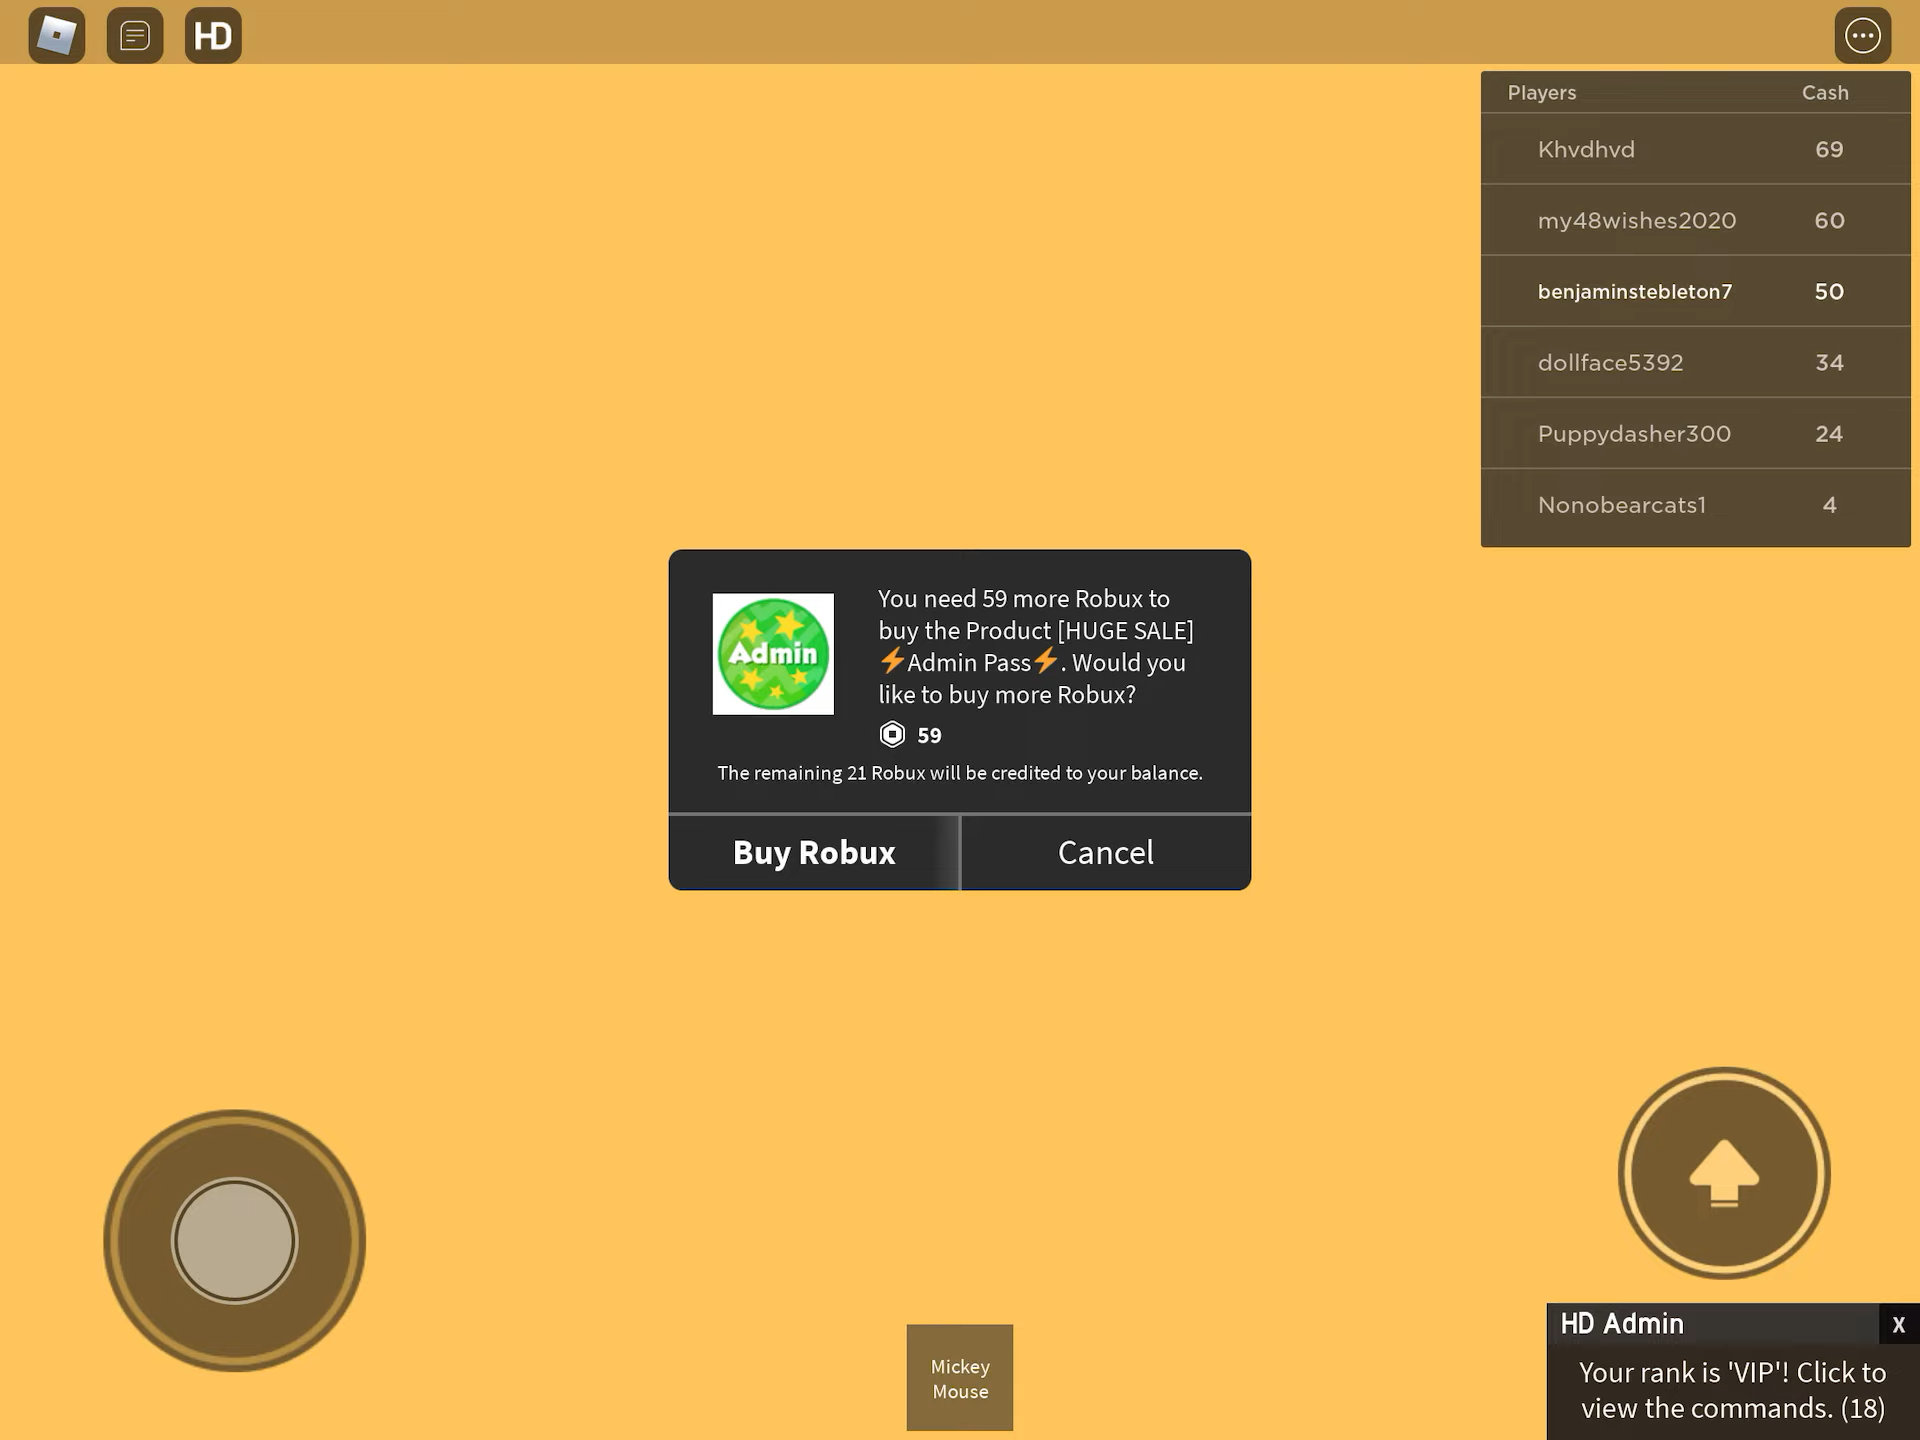 HD
Players Cash
Khvdhvd 69
my48wishes2020 60
benjaminstebleton7 50
dollface5392 34
Puppydasher300 24
Nonobearcats1 4
Admin
You need 59 more Robux to
buy the Product [HUGE SALE]
⚡Admin Pass⚡. Would you
like to buy more Robux?
59
The remaining 21 Robux will be credited to your balance.
Buy Robux Cancel
Mickey
Mouse
HD Admin X
Your rank is 'VIP'! Click to
view the commands. (18)